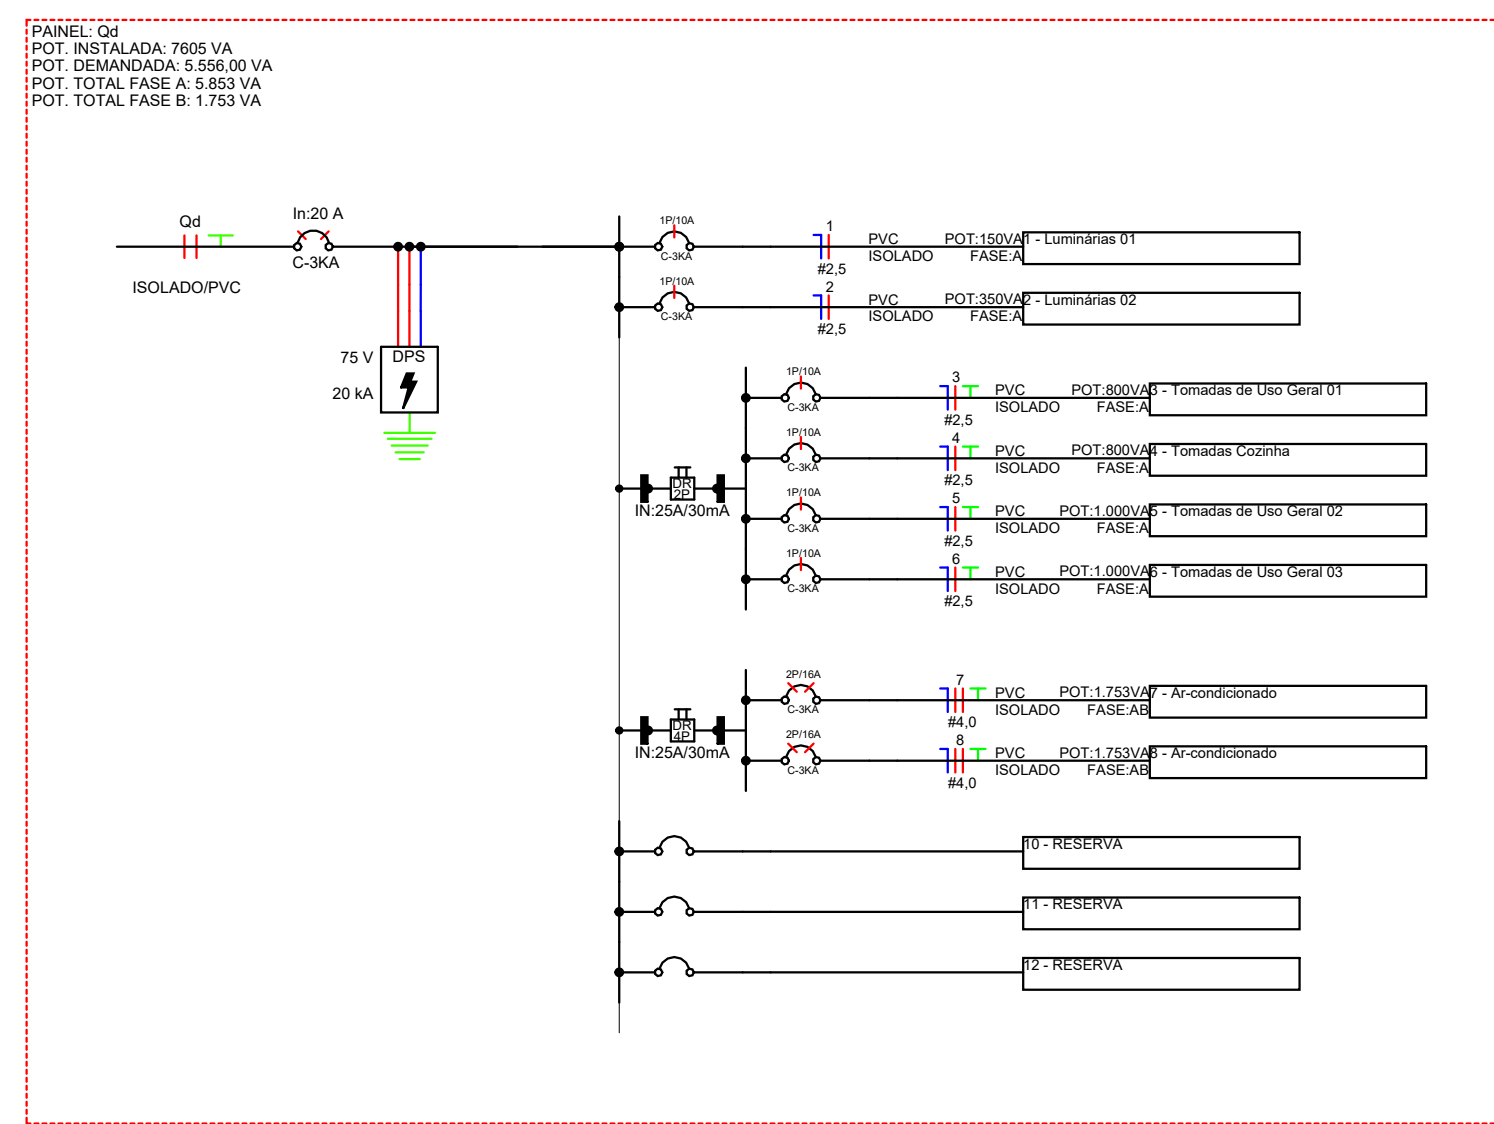 PAINEL: Qd
POT. INSTALADA: 7605 VA
POT. DEMANDADA: 5.556,00 VA
POT. TOTAL FASE A: 5.853 VA
POT. TOTAL FASE B: 1.753 VA
Qd
ISOLADO/PVC
In:20 A
C-3KA
75 V
20 kA
DPS
1P/10A
C-3KA
1
#2,5
PVC
ISOLADO
POT:150VA
FASE:A
1 - Luminárias 01
1P/10A
C-3KA
2
#2,5
PVC
ISOLADO
POT:350VA
FASE:A
2 - Luminárias 02
DR
2P
IN:25A/30mA
1P/10A
C-3KA
3
#2,5
PVC
ISOLADO
POT:800VA
FASE:A
3 - Tomadas de Uso Geral 01
1P/10A
C-3KA
4
#2,5
PVC
ISOLADO
POT:800VA
FASE:A
4 - Tomadas Cozinha
1P/10A
C-3KA
5
#2,5
PVC
ISOLADO
POT:1.000VA
FASE:A
5 - Tomadas de Uso Geral 02
1P/10A
C-3KA
6
#2,5
PVC
ISOLADO
POT:1.000VA
FASE:A
6 - Tomadas de Uso Geral 03
DR
4P
IN:25A/30mA
2P/16A
C-3KA
7
#4,0
PVC
ISOLADO
POT:1.753VA
FASE:AB
7 - Ar-condicionado
2P/16A
C-3KA
8
#4,0
PVC
ISOLADO
POT:1.753VA
FASE:AB
8 - Ar-condicionado
10 - RESERVA
11 - RESERVA
12 - RESERVA